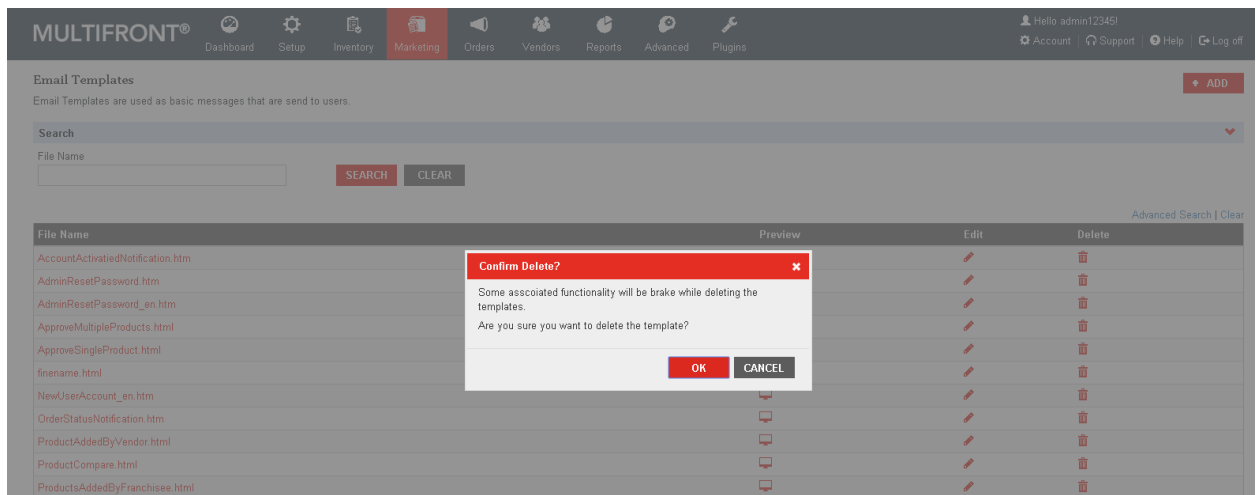 MULTIFRONT®
Dashboard Setup Inventory Marketing Orders Vendors Reports Advanced Plugins
Hello admin12345!
Account | Support | Help | Log off
Email Templates
ADD
Email Templates are used as basic messages that are send to users.
Search
File Name
SEARCH CLEAR
Advanced Search | Clear
File Name Preview Edit Delete
AccountActivatiedNotification.htm
AdminResetPassword.htm
AdminResetPassword_en.htm
ApproveMultipleProducts.html
ApproveSingleProduct.html
finename.html
NewUserAccount_en.htm
OrderStatusNotification.htm
ProductAddedByVendor.html
ProductCompare.html
ProductsAddedByFranchisee.html
Confirm Delete?
Some asscoiated functionality will be brake while deleting the
templates.
Are you sure you want to delete the template?
OK CANCEL